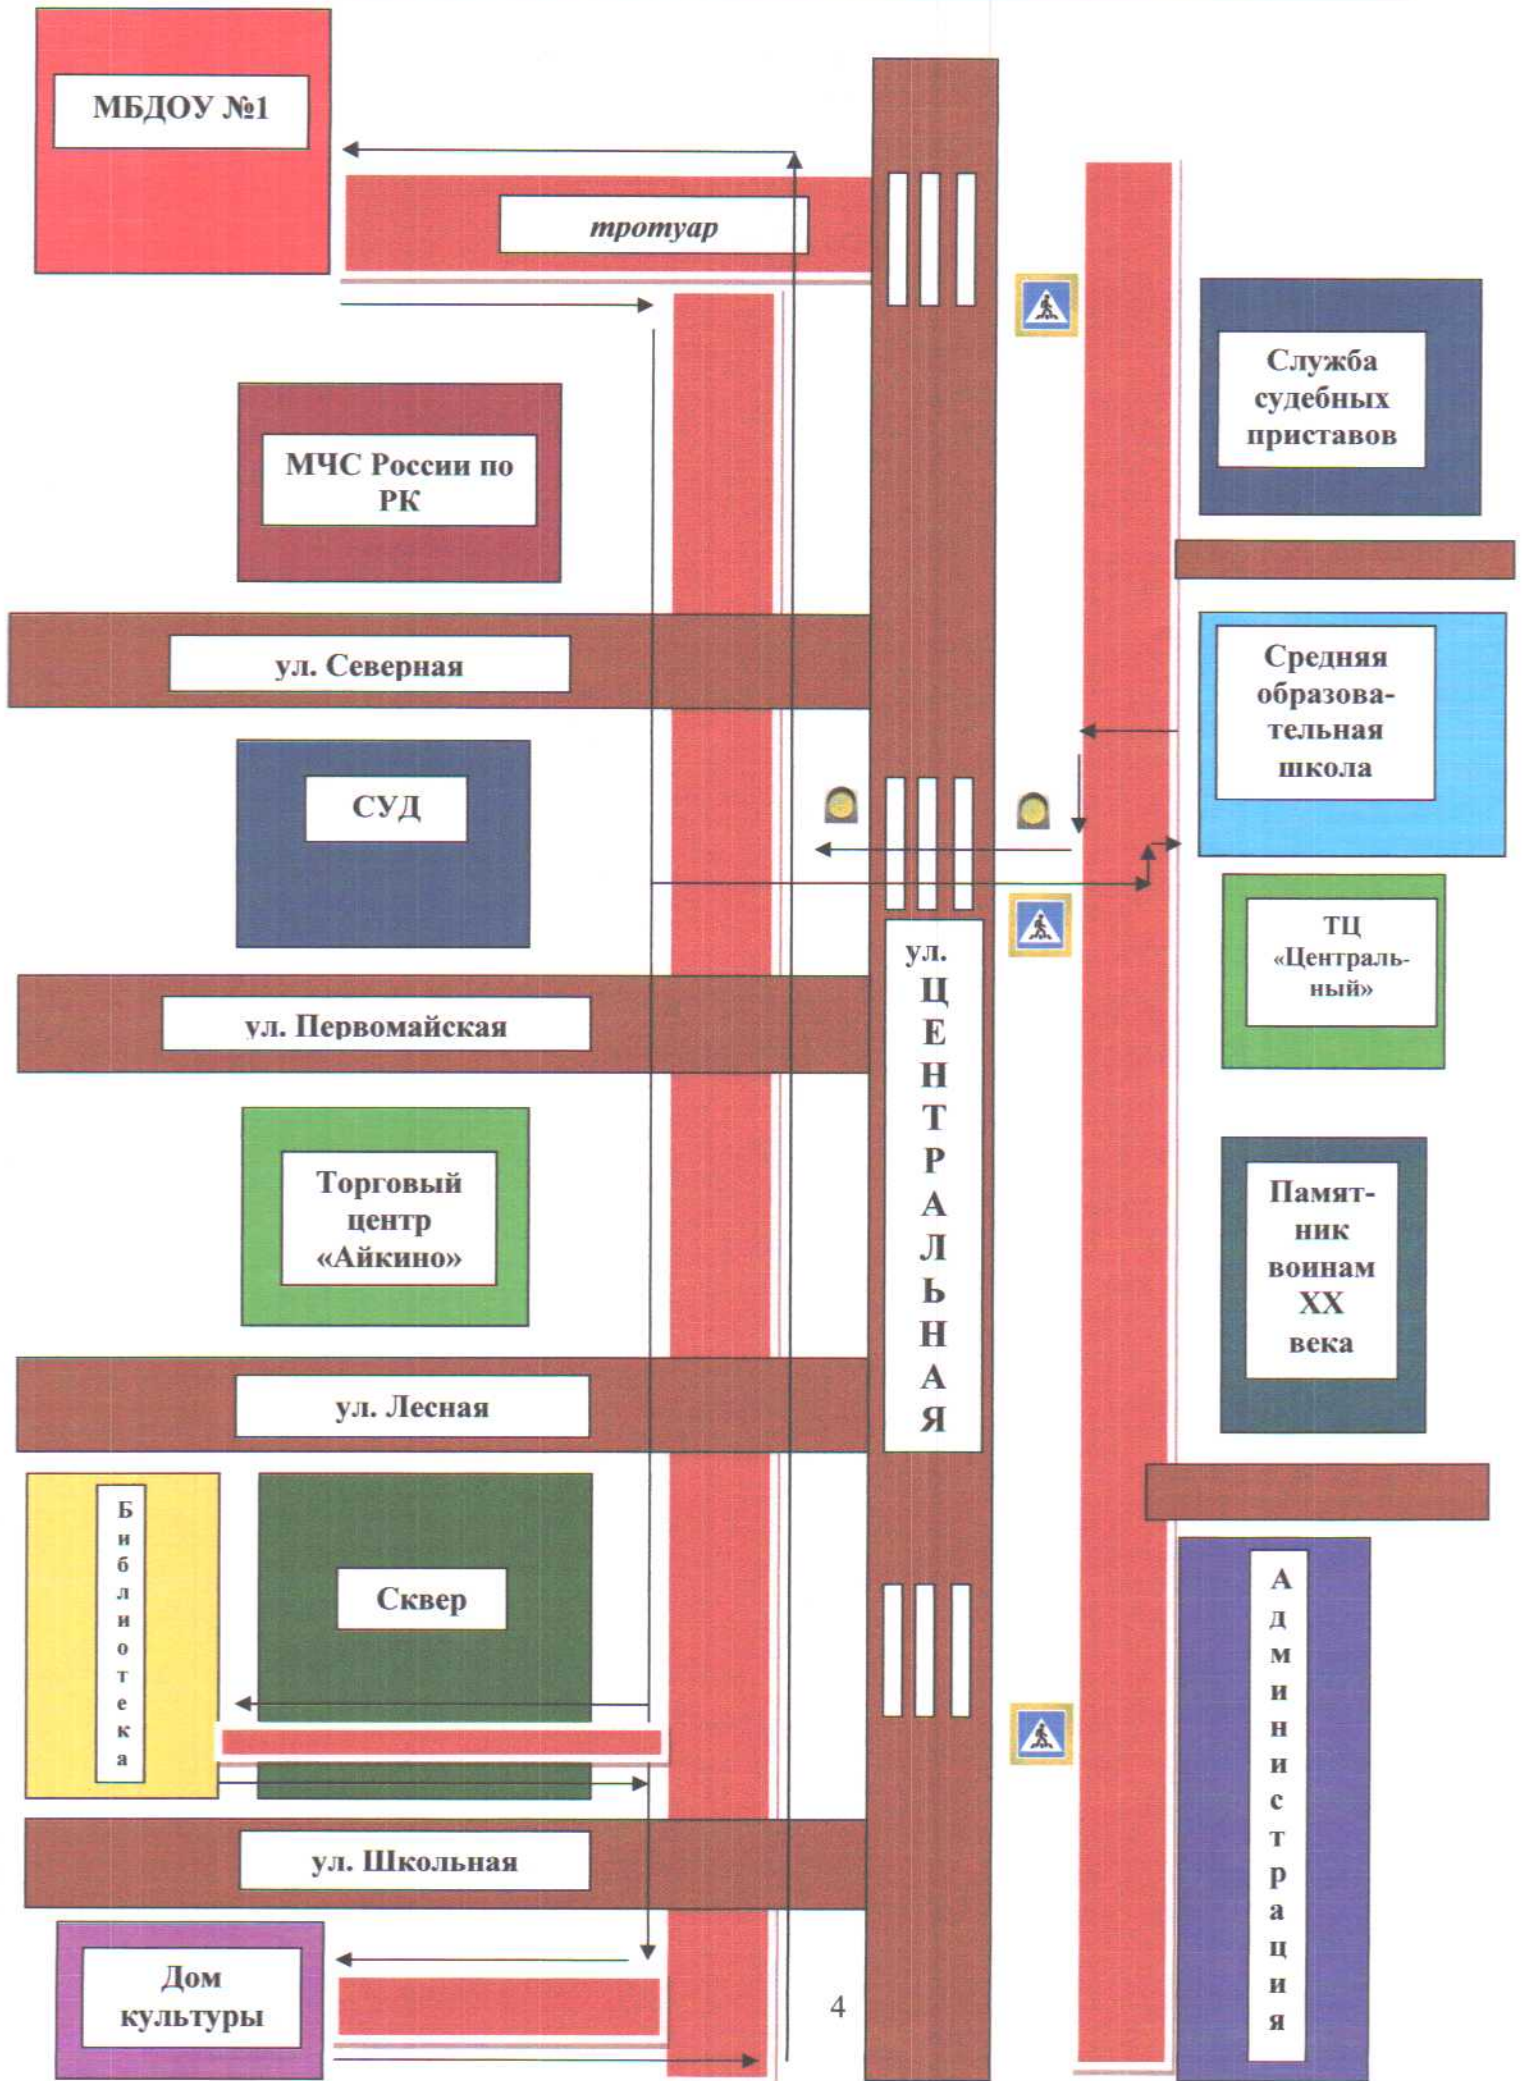 МБДОУ №1
тротуар
Служба
судебных
приставов
МЧС России по
РК
ул. Северная
Средняя
образова-
тельная
школа
СУД
ТЦ
«Централь-
ный»
ул.
Ц
Е
Н
Т
Р
А
Л
Ь
Н
А
Я
ул. Первомайская
Торговый
центр
«Айкино»
Памят-
ник
воинам
XX
века
ул. Лесная
Б
и
б
л
и
о
т
е
к
а
Сквер
А
д
м
и
н
и
с
т
р
а
ц
и
я
ул. Школьная
Дом
культуры
4